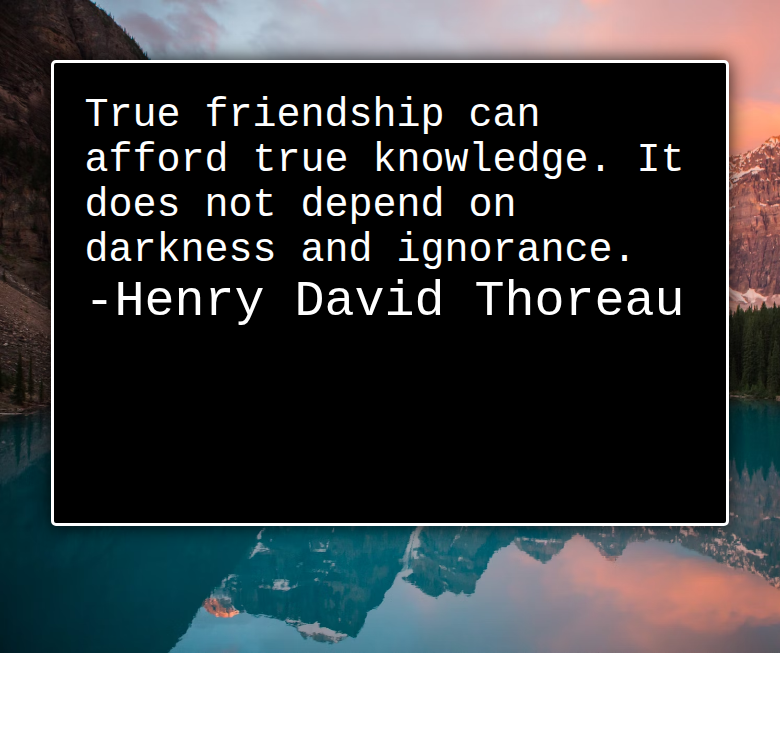 True friendship can
afford true knowledge. It
does not depend on
darkness and ignorance.
-Henry David Thoreau